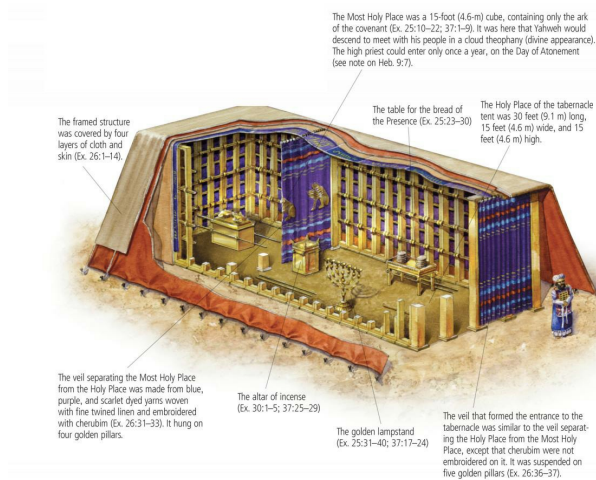 The Most Holy Place was a 15-foot (4.6-m) cube, containing only the ark
of the covenant (Ex. 25:10–22; 37:1–9). It was here that Yahweh would
descend to meet with his people in a cloud theophany (divine appearance).
The high priest could enter only once a year, on the Day of Atonement
(see note on Heb. 9:7).
The framed structure
was covered by four
layers of cloth and
skin (Ex. 26:1–14).
The table for the bread of
the Presence (Ex. 25:23–30)
The Holy Place of the tabernacle
tent was 30 feet (9.1 m) long,
15 feet (4.6 m) wide, and 15
feet (4.6 m) high.
The veil separating the Most Holy Place
from the Holy Place was made from blue,
purple, and scarlet dyed yarns woven
with fine twined linen and embroidered
with cherubim (Ex. 26:31–33). It hung on
four golden pillars.
The altar of incense
(Ex. 30:1–5; 37:25–29)
The golden lampstand
(Ex. 25:31–40; 37:17–24)
The veil that formed the entrance to the
tabernacle was similar to the veil separat-
ing the Holy Place from the Most Holy
Place, except that cherubim were not
embroidered on it. It was suspended on
five golden pillars (Ex. 26:36–37).